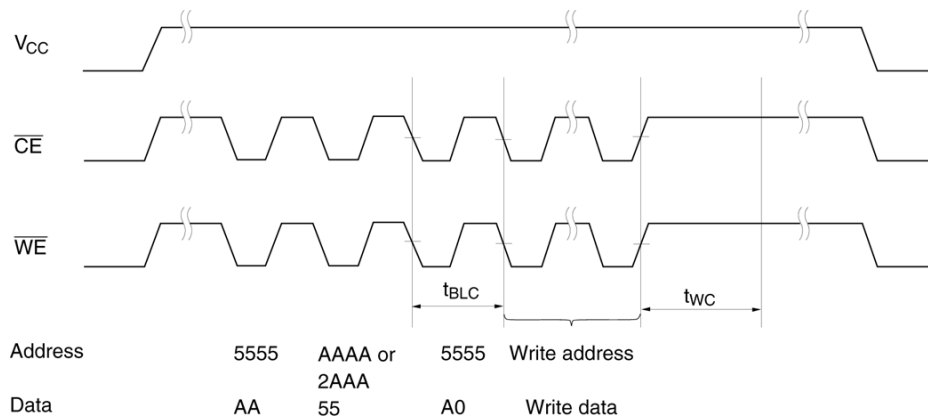 VCC
CE
WE
tBLC
tWC
Address 5555 AAAA or 5555 Write address
2AAA
Data AA 55 A0 Write data